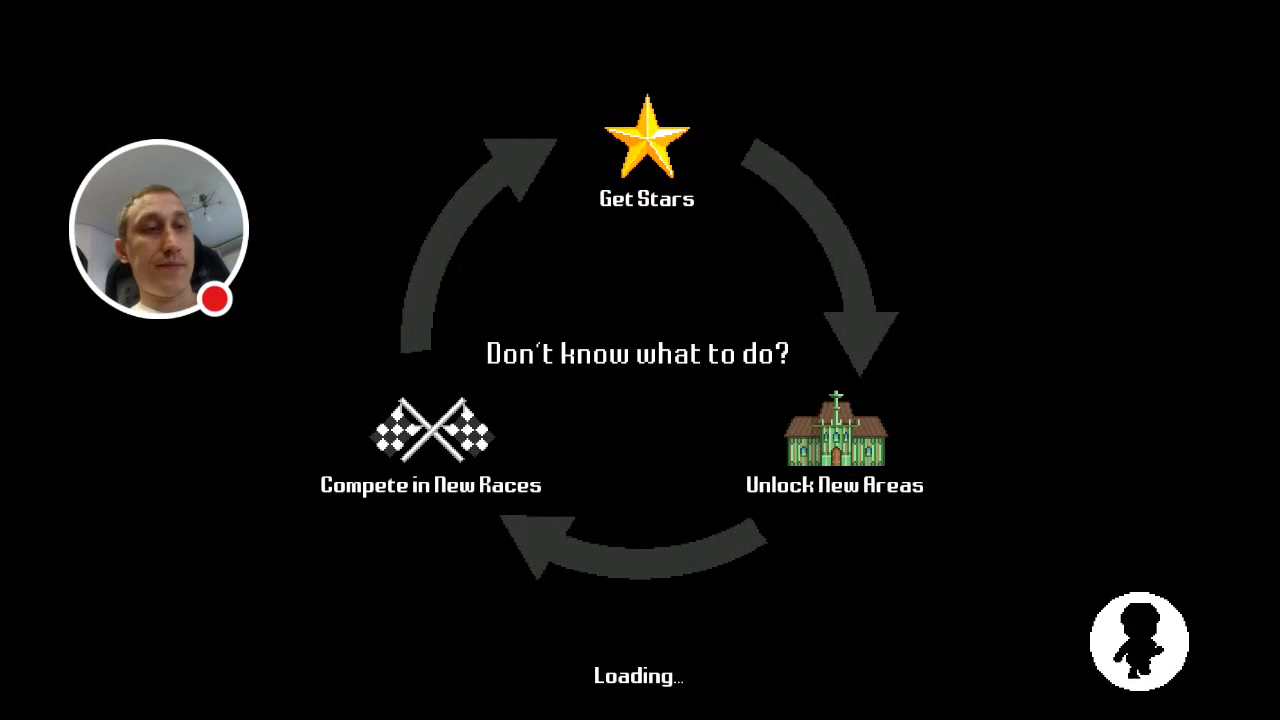 Get Stars
Don't know what to do?
Compete in New Races
Unlock New Areas
Loading...